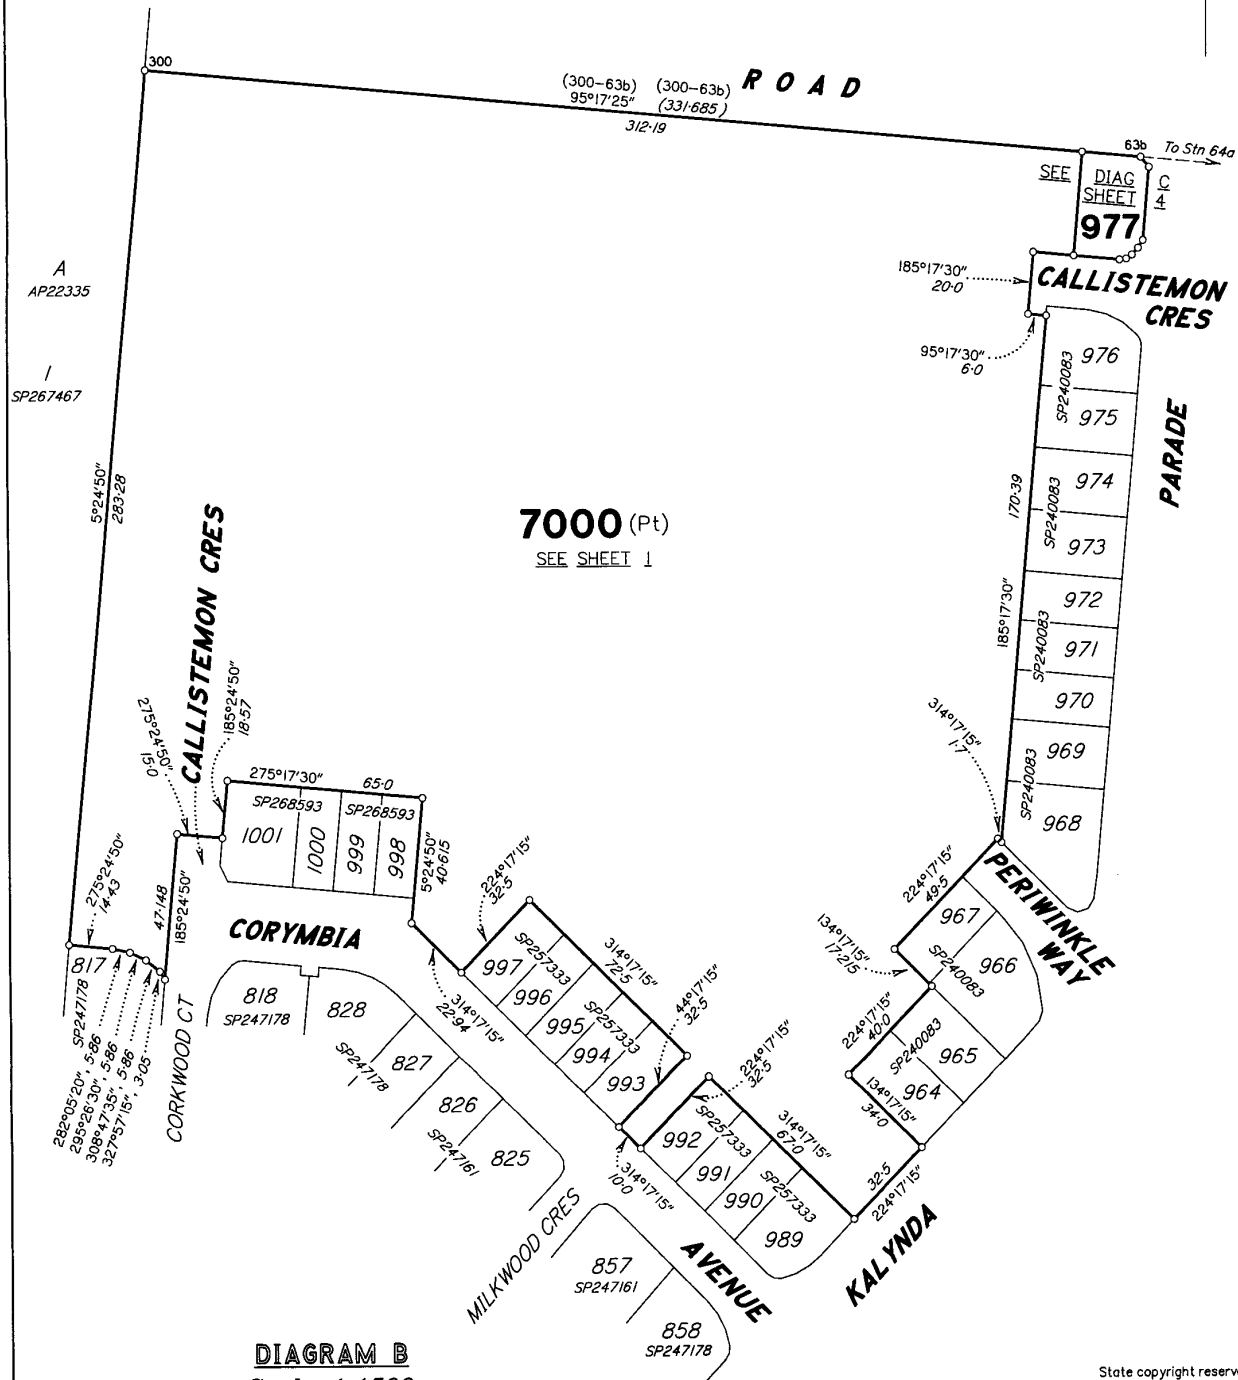 300
(300-63b) (300-63b) ROAD
95°17'25" (331·685)
312·19
63b To Stn 64a
SEE DIAG C
SHEET 4
977
A
AP22335
185°17'30"
20·0
CALLISTEMON
CRES
1
SP267467
95°17'30"
6·0
976
SP240083
975
PARADE
974
SP240083
973
170·39
185°17'30"
972
SP240083
971
970
969
SP240083
968
5°24'50"
283·28
7000 (Pt)
SEE SHEET 1
CALLISTEMON CRES
275°24'50"
15·0
185°24'50"
18·57
275°17'30" 65·0
SP268593 SP268593
1001 1000 999 998
5°24'50"
40·615
314°17'15"
1·7
275°24'50"
14·43
47·148
185°24'50"
CORYMBIA
224°17'15"
32·5
224°17'15"
49·5
PERIWINKLE
WAY
967
966
SP240083
134°17'15"
17·215
817
SP247178
818
SP247178
828
314°17'15"
22·94
997
SP257333
996
995
SP257333
994
993
314°17'15"
72·5
44°17'15"
32·5
224°17'15"
32·5
224°17'15"
40·0
SP240083
965
964
134°17'15"
34·0
282°05'20", 5·86
295°26'30", 5·86
308°47'35", 5·86
327°57'15", 3·05
CORKWOOD CT
827
SP247178
826
SP247161
825
314°17'15"
10·0
992
SP257333
991
990
SP257333
989
314°17'15"
67·0
32·5
224°17'15"
MILKWOOD CRES
857
SP247161
AVENUE
KALYNDA
858
SP247178
DIAGRAM B
State copyright reserv